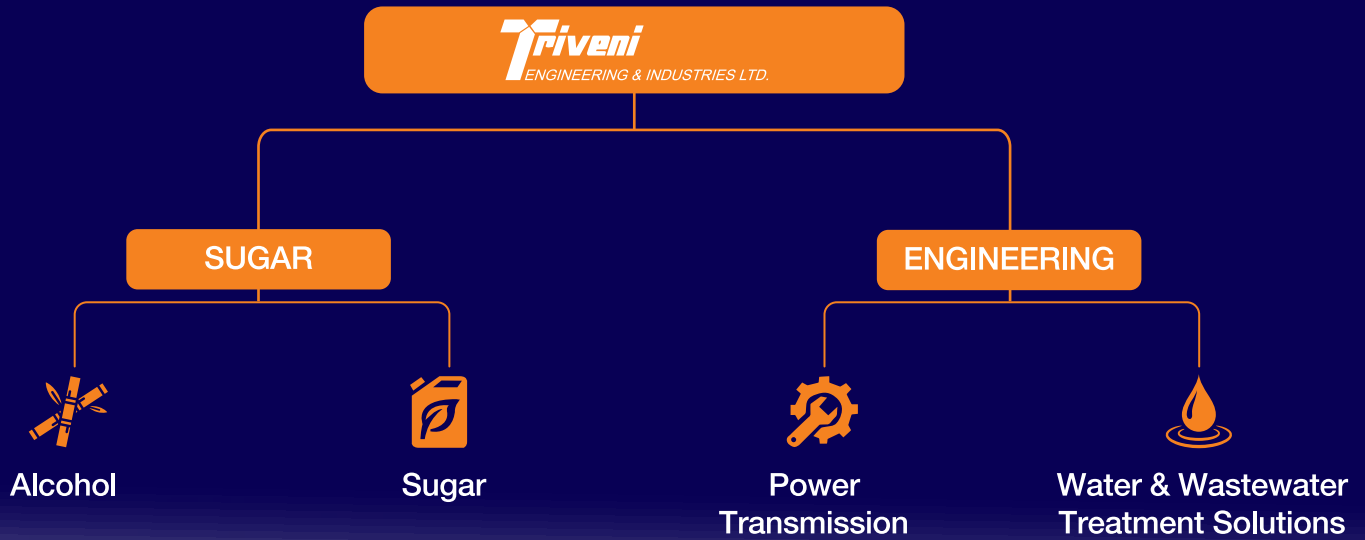 Triveni
ENGINEERING & INDUSTRIES LTD.
SUGAR
ENGINEERING
Alcohol
Sugar
Power
Transmission
Water & Wastewater
Treatment Solutions